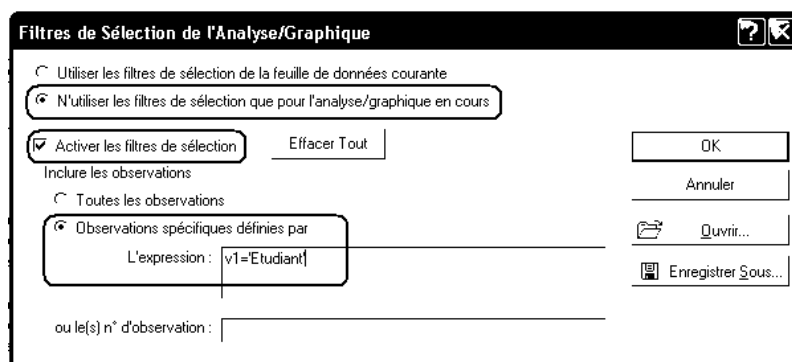 Filtres de Sélection de l'Analyse/Graphique
Utiliser les filtres de sélection de la feuille de données courante
N'utiliser les filtres de sélection que pour l'analyse/graphique en cours
Activer les filtres de sélection
Effacer Tout
OK
Inclure les observations
Annuler
Toutes les observations
Observations spécifiques définies par
Ouvrir...
L'expression : v1='Etudiant'
Enregistrer Sous...
ou le(s) n° d'observation :